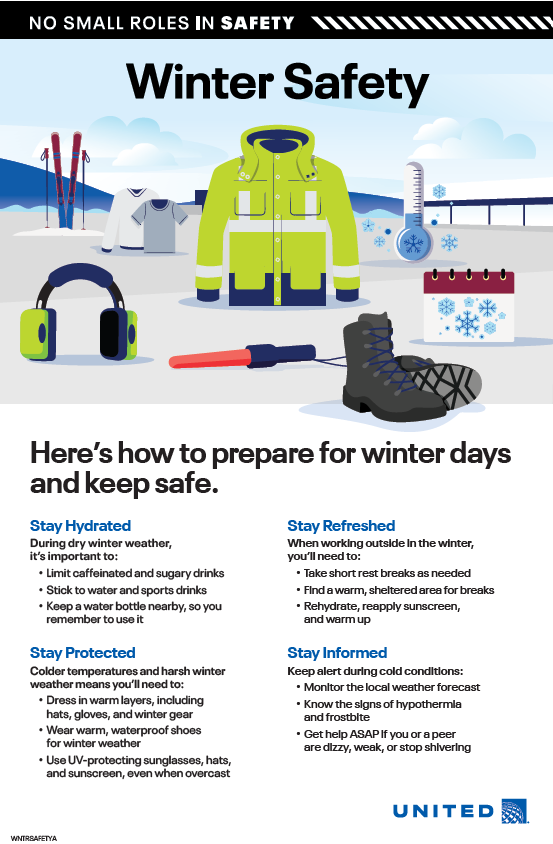 NO SMALL ROLES IN SAFETY
Winter Safety
Here's how to prepare for winter days
and keep safe.
Stay Hydrated
During dry winter weather,
it's important to:
• Limit caffeinated and sugary drinks
• Stick to water and sports drinks
• Keep a water bottle nearby, so you
remember to use it
Stay Protected
Colder temperatures and harsh winter
weather means you'll need to:
• Dress in warm layers, including
hats, gloves, and winter gear
• Wear warm, waterproof shoes
for winter weather
• Use UV-protecting sunglasses, hats,
and sunscreen, even when overcast
Stay Refreshed
When working outside in the winter,
you'll need to:
• Take short rest breaks as needed
• Find a warm, sheltered area for breaks
• Rehydrate, reapply sunscreen,
and warm up
Stay Informed
Keep alert during cold conditions:
• Monitor the local weather forecast
• Know the signs of hypothermia
and frostbite
• Get help ASAP if you or a peer
are dizzy, weak, or stop shivering
UNITED
WNTRSAFETYA